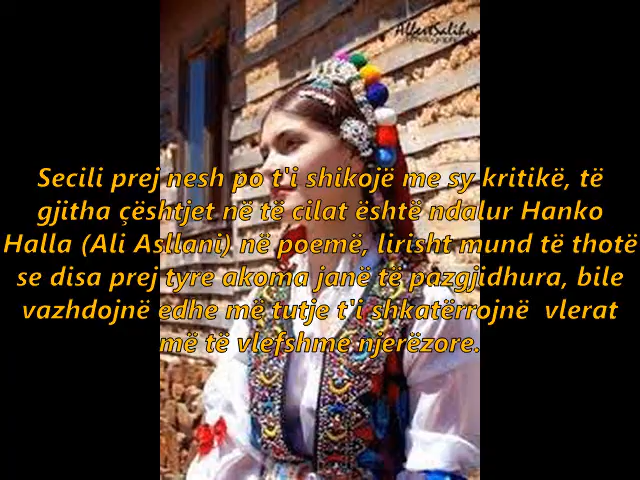 AlbertSalihu
Secili prej nesh po t'i shikojë me sy kritikë, të
gjitha çështjet në të cilat është ndalur Hanko
Halla (Ali Asllani) në poemë, lirisht mund të thotë
se disa prej tyre akoma janë të pazgjidhura, bile
vazhdojnë edhe më tutje t'i shkatërrojnë  vlerat
më të vlefshme njerëzore.